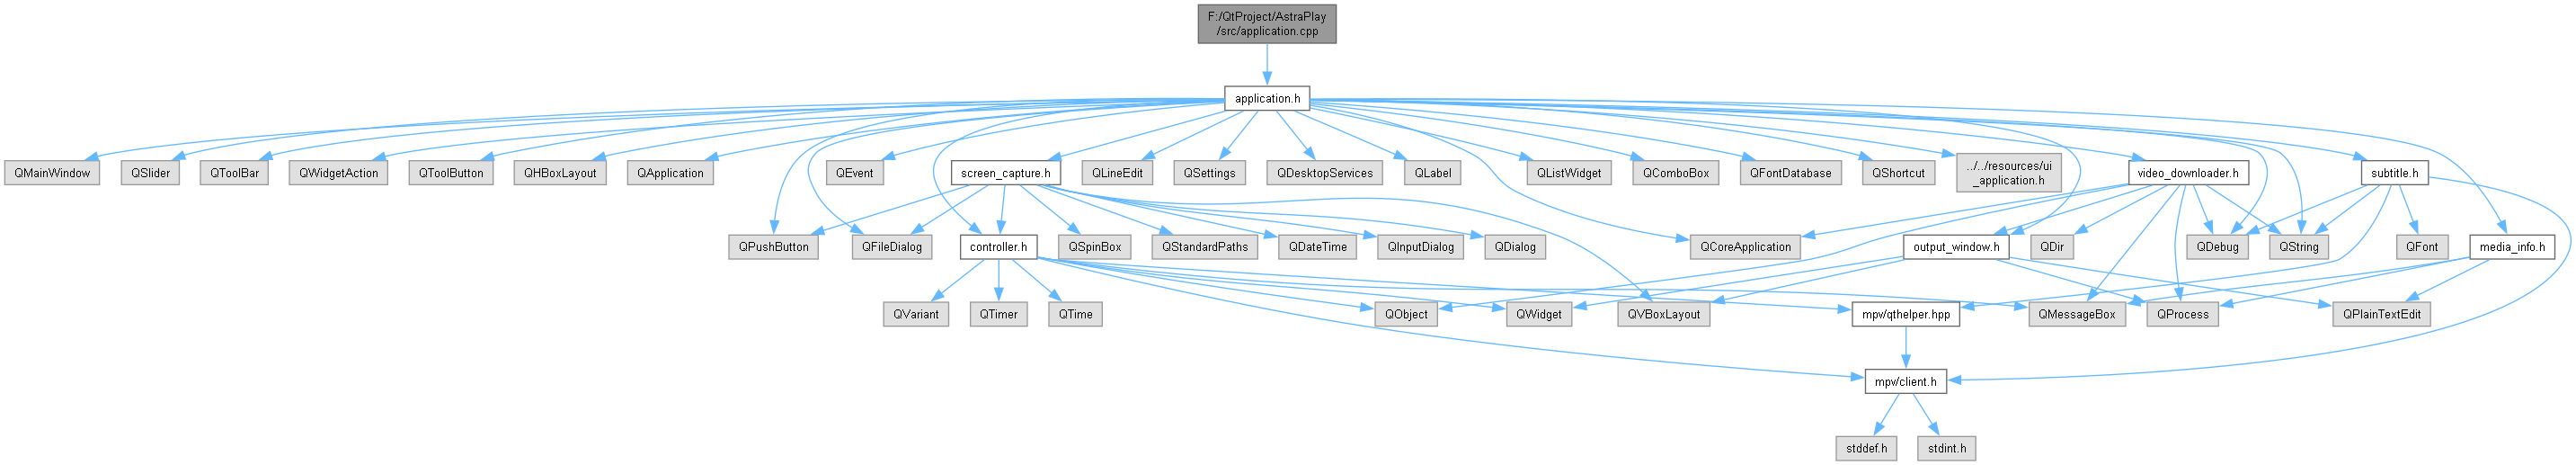 F:/QtProject/AstraPlay
/src/application.cpp
application.h
QMainWindow
QSlider
QToolBar
QWidgetAction
QToolButton
QHBoxLayout
QApplication
QEvent
screen_capture.h
QLineEdit
QSettings
QDesktopServices
QLabel
QListWidget
QComboBox
QFontDatabase
QShortcut
../../resources/ui
_application.h
video_downloader.h
subtitle.h
QPushButton
QFileDialog
controller.h
QSpinBox
QStandardPaths
QDateTime
QInputDialog
QDialog
QCoreApplication
output_window.h
QDir
QDebug
QString
QFont
media_info.h
QVariant
QTimer
QTime
QObject
QWidget
QVBoxLayout
mpv/qthelper.hpp
QMessageBox
QProcess
QPlainTextEdit
mpv/client.h
stddef.h
stdint.h